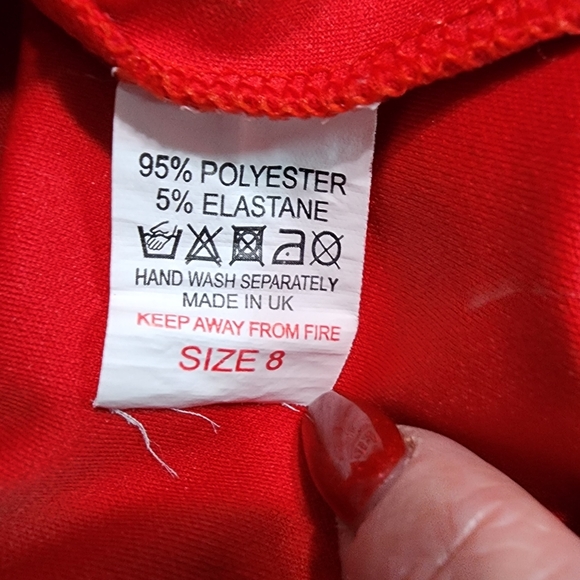 95% POLYESTER
5% ELASTANE
HAND WASH SEPARATELY
MADE IN UK
KEEP AWAY FROM FIRE
SIZE 8